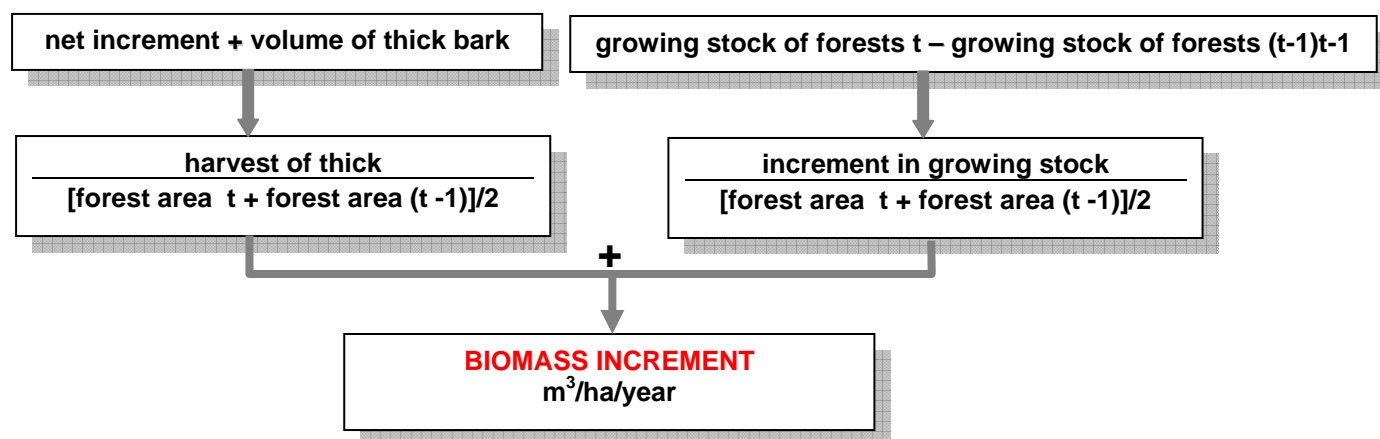 net increment + volume of thick bark
growing stock of forests t – growing stock of forests (t-1)t-1
harvest of thick
[forest area t + forest area (t -1)]/2
increment in growing stock
[forest area t + forest area (t -1)]/2
+
BIOMASS INCREMENT
m³/ha/year